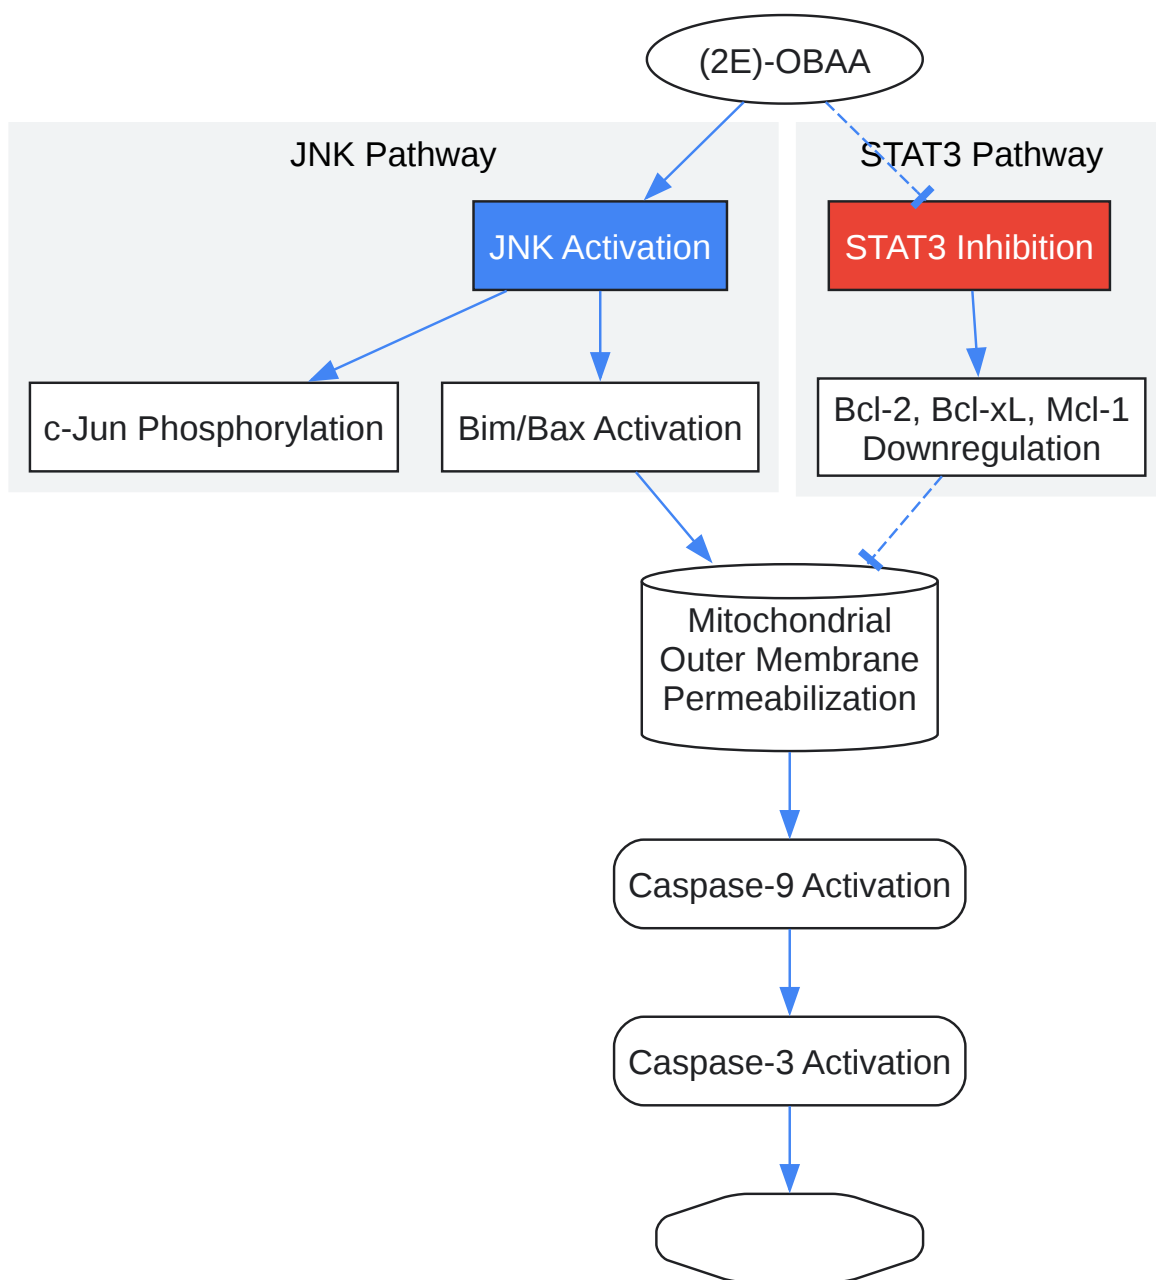 (2E)-OBAA
JNK Pathway
STAT3 Pathway
JNK Activation
STAT3 Inhibition
c-Jun Phosphorylation
Bim/Bax Activation
Bcl-2, Bcl-xL, Mcl-1
Downregulation
Mitochondrial
Outer Membrane
Permeabilization
Caspase-9 Activation
Caspase-3 Activation